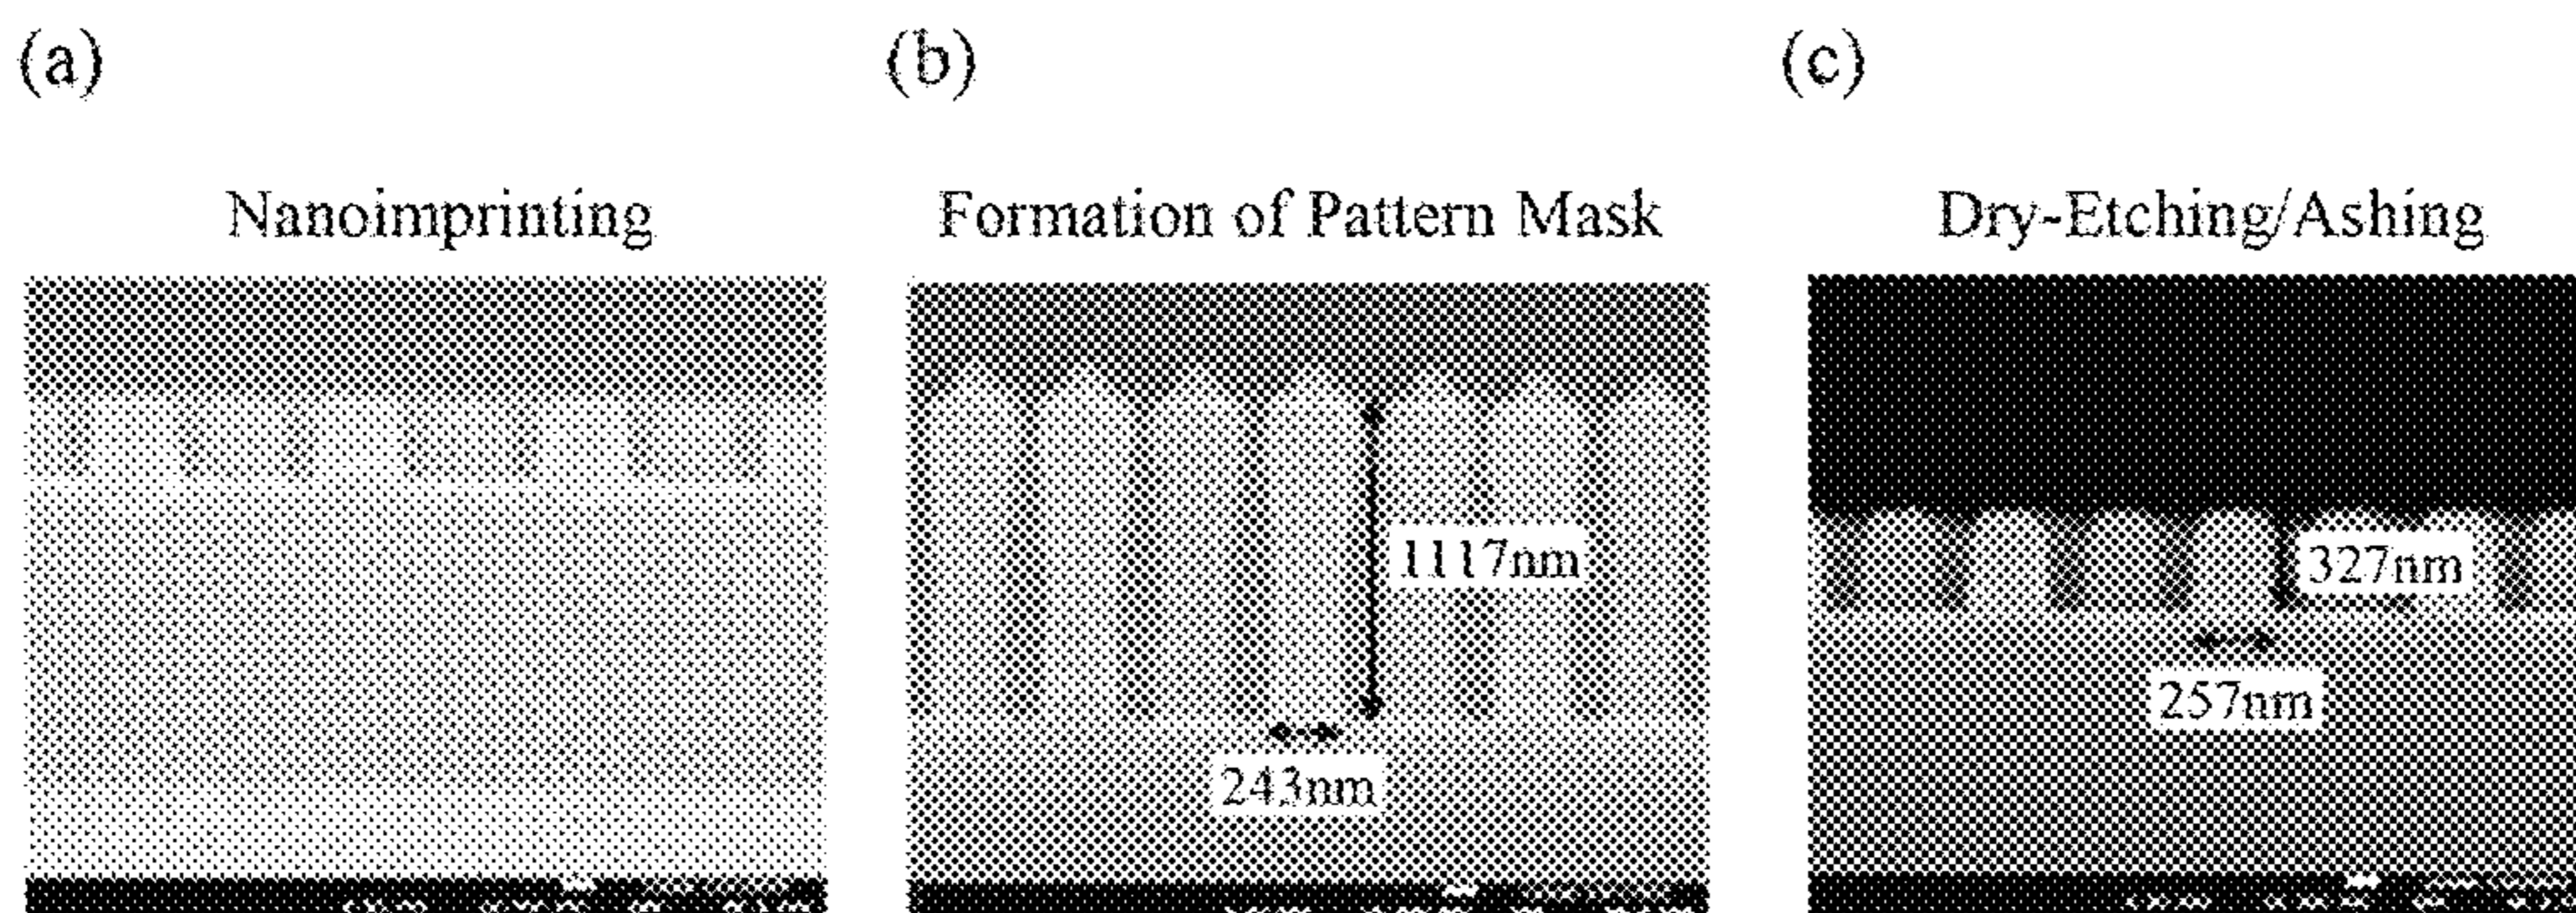 (a)
(b)
(c)
Nanoimprinting
Formation of Pattern Mask
Dry-Etching/Ashing
1117nm
243nm
327nm
257nm